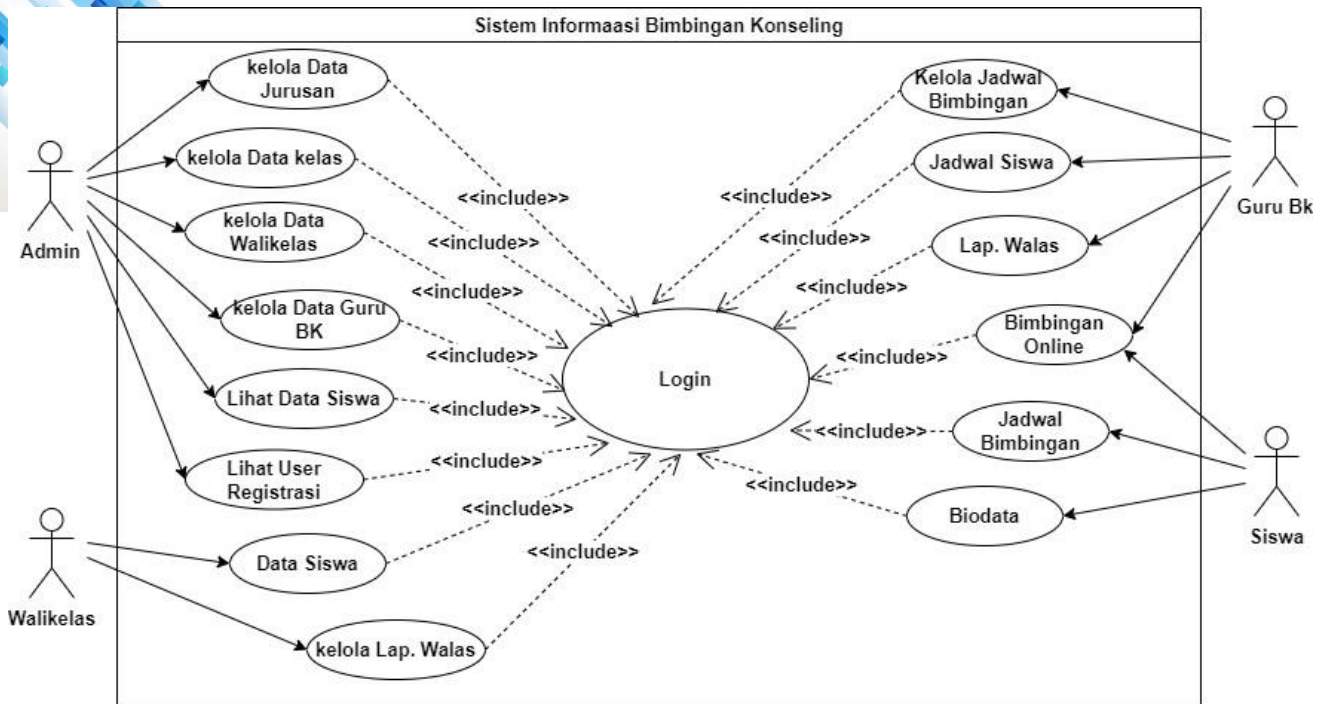 Sistem Informaasi Bimbingan Konseling
kelola Data
Jurusan
kelola Data kelas
kelola Data
Walikelas
kelola Data Guru
BK
Lihat Data Siswa
Lihat User
Registrasi
Data Siswa
kelola Lap. Walas
Admin
Walikelas
<<include>>
<<include>>
<<include>>
<<include>>
<<include>>
<<include>>
<<include>>
<<include>>
Login
<<include>>
<<include>>
<<include>>
<<include>>
<<include>>
<<include>>
Kelola Jadwal
Bimbingan
Jadwal Siswa
Lap. Walas
Bimbingan
Online
Jadwal
Bimbingan
Biodata
Guru Bk
Siswa